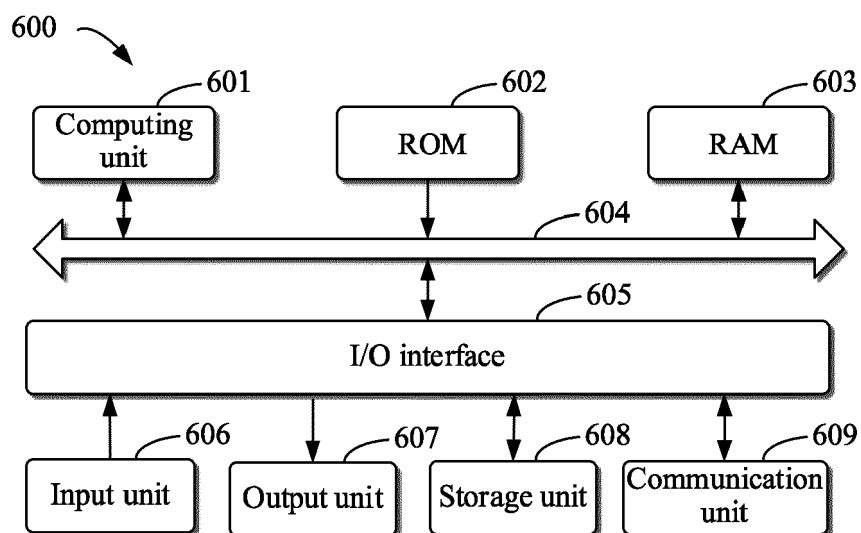 600
601
602
603
Computing
unit
ROM
RAM
604
605
I/O interface
606
607
608
609
Input unit
Output unit
Storage unit
Communication
unit